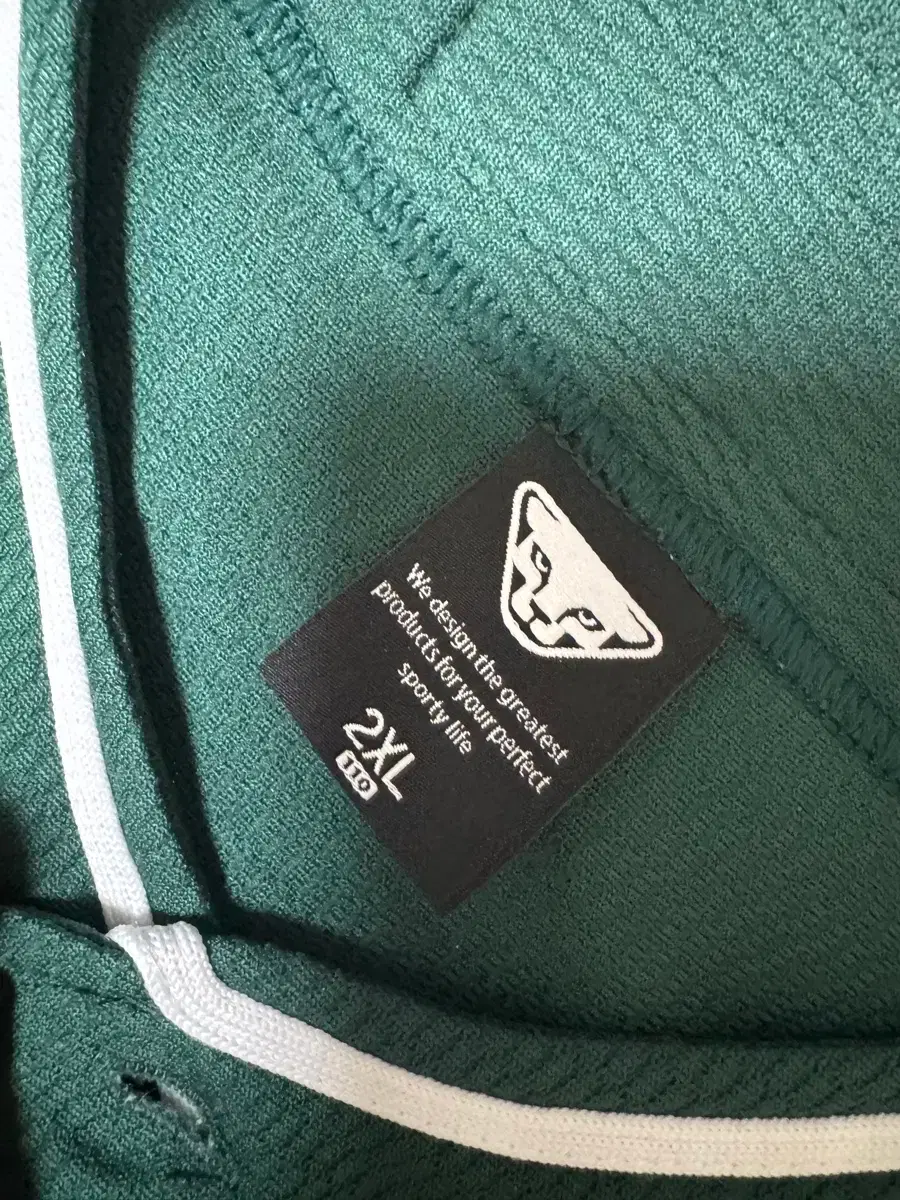 We design the greatest
products for your perfect
sporty life
2XL
110